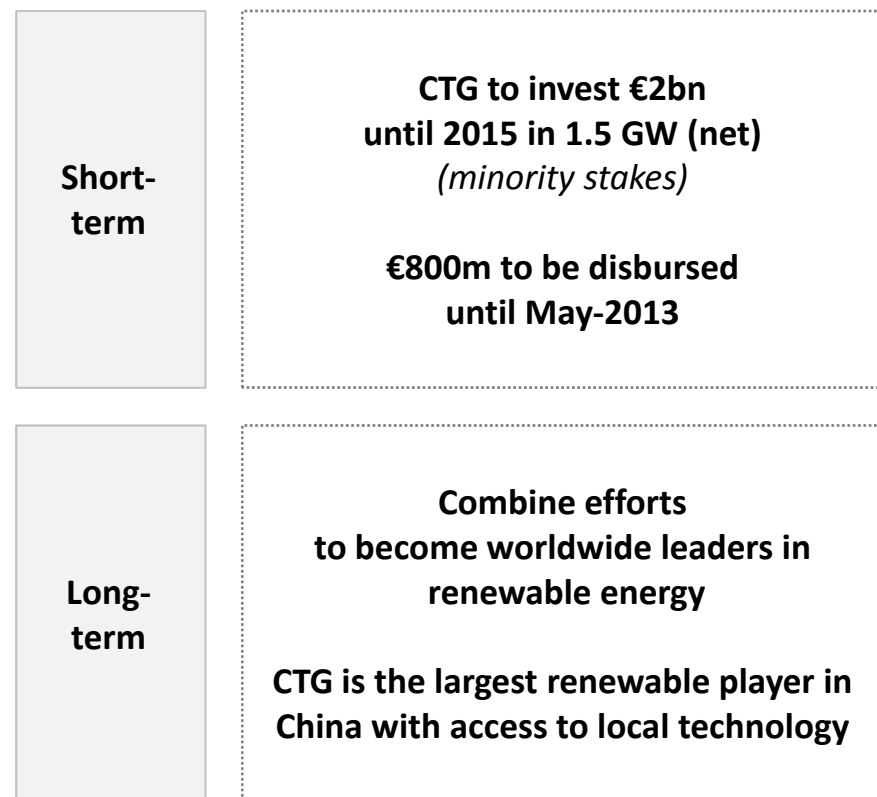 Short-
term
CTG to invest €2bn
until 2015 in 1.5 GW (net)
(minority stakes)
€800m to be disbursed
until May-2013
Long-
term
Combine efforts
to become worldwide leaders in
renewable energy
CTG is the largest renewable player in
China with access to local technology